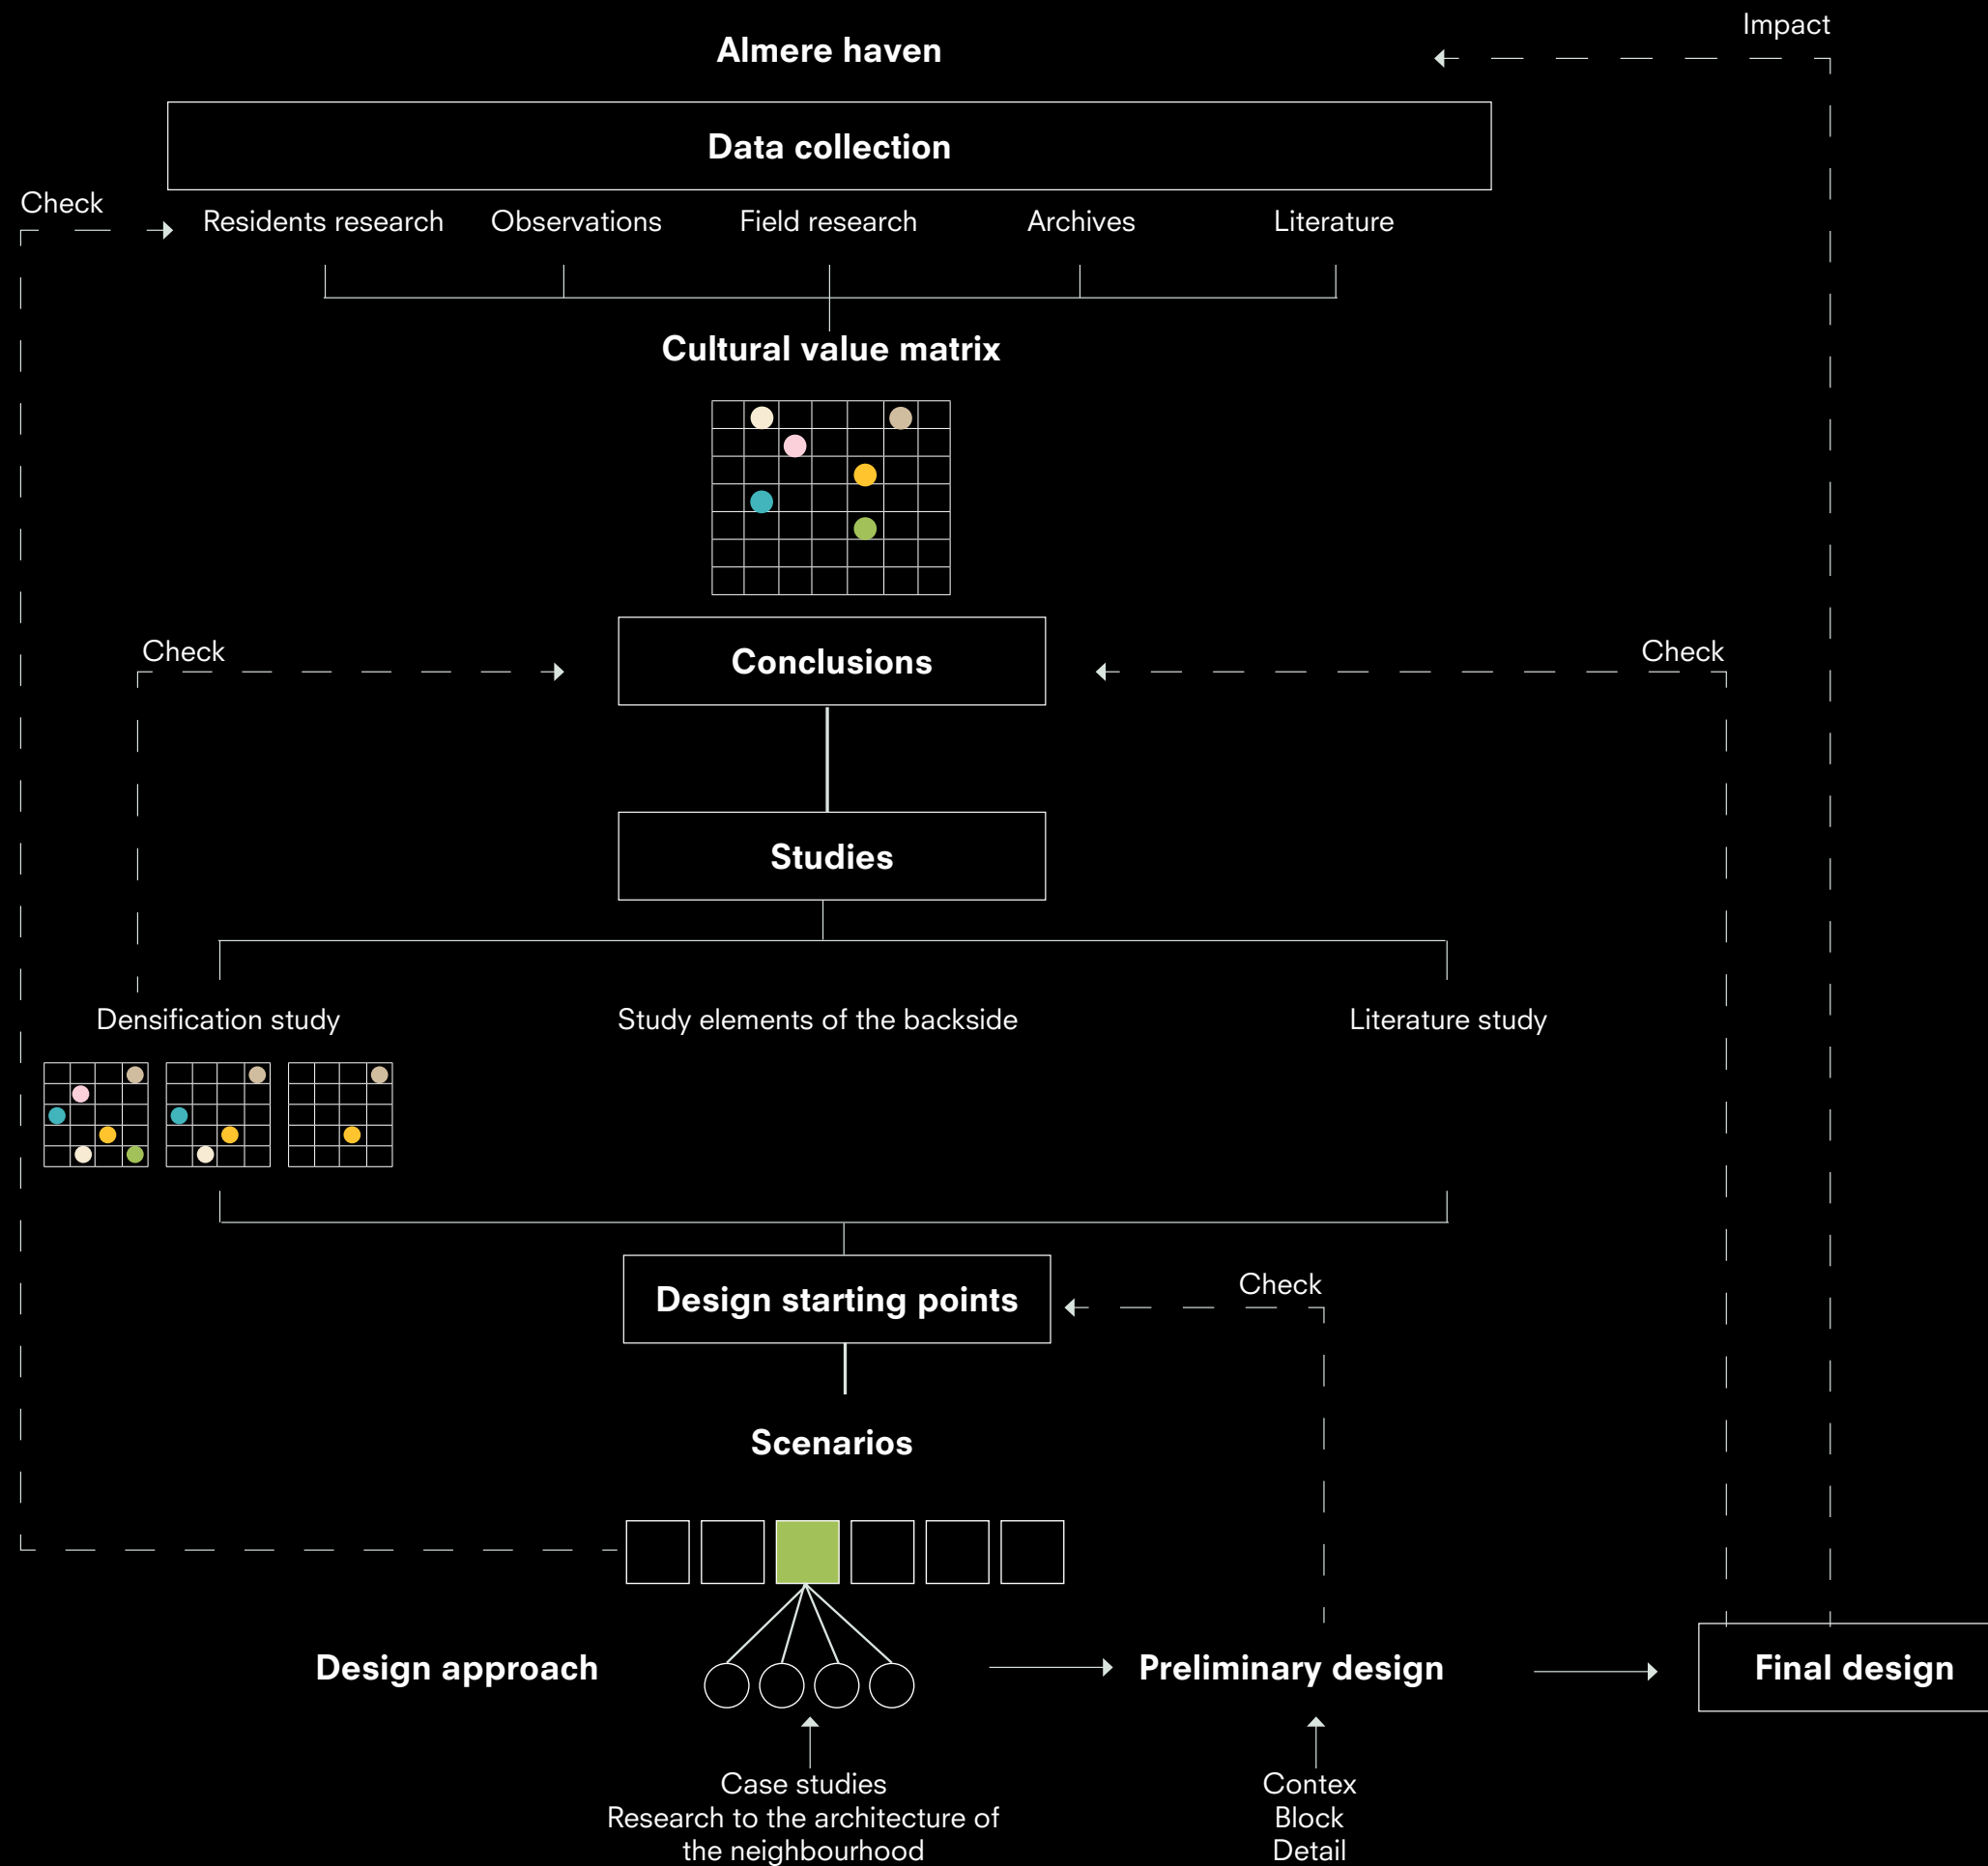 Impact
Almere haven
Data collection
Check
Residents research
Observations
Field research
Archives
Literature
Cultural value matrix
Check
Conclusions
Check
Studies
Densification study
Study elements of the backside
Literature study
Design starting points
Check
Scenarios
Design approach
Preliminary design
Final design
Case studies
Research to the architecture of
the neighbourhood
Contex
Block
Detail